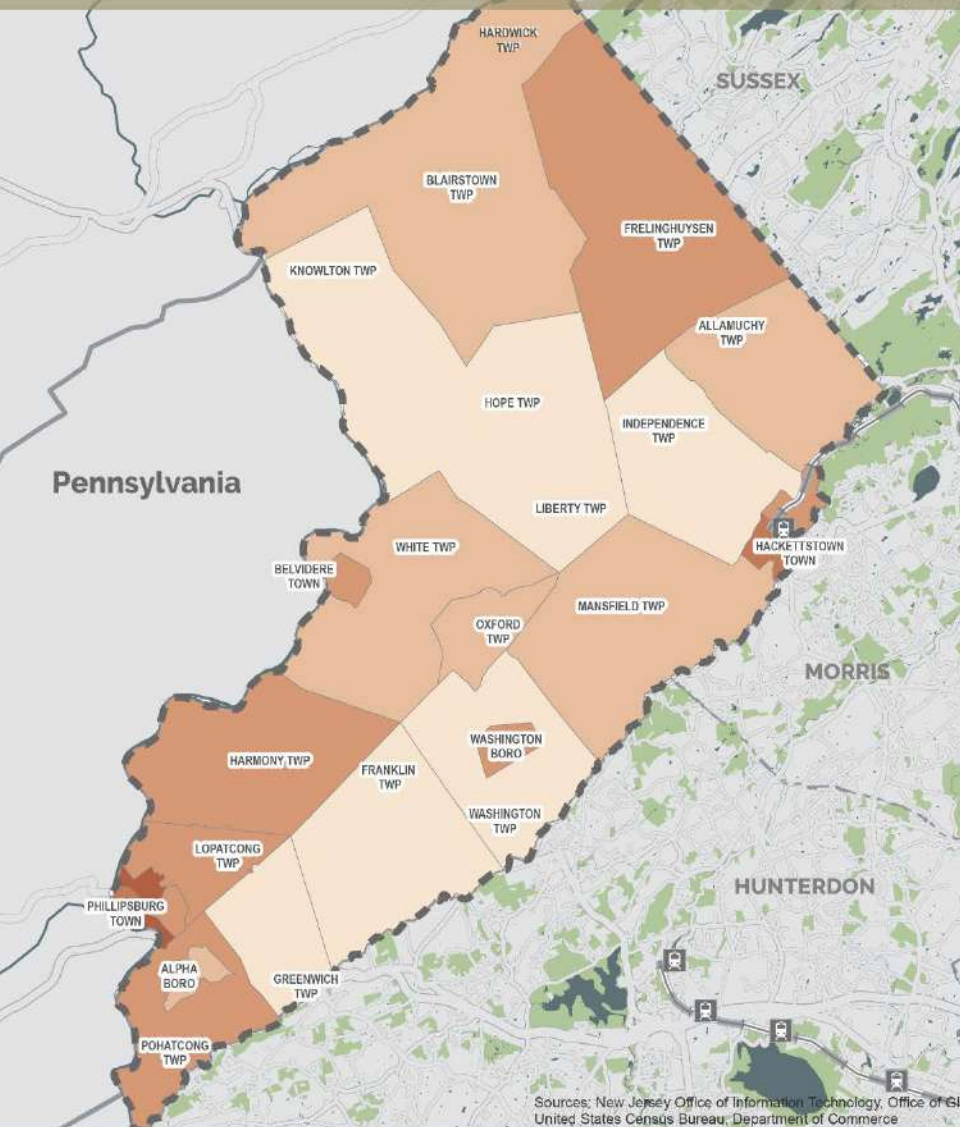 HARDWICK
TWP
SUSSEX
BLAIRSTOWN
TWP
FRELINGHUYSEN
TWP
KNOWLTON TWP
ALLAMUCHY
TWP
HOPE TWP
INDEPENDENCE
TWP
Pennsylvania
LIBERTY TWP
WHITE TWP
HACKETTSTOWN
TOWN
BELVIDERE
TOWN
MANSFIELD TWP
OXFORD
TWP
MORRIS
WASHINGTON
BORO
HARMONY TWP
FRANKLIN
TWP
WASHINGTON
TWP
LOPATCONG
TWP
HUNTERDON
PHILLIPSBURG
TOWN
ALPHA
BORO
GREENWICH
TWP
POHATCONG
TWP
Sources: New Jersey Office of Information Technology, Office of GI
United States Census Bureau, Department of Commerce